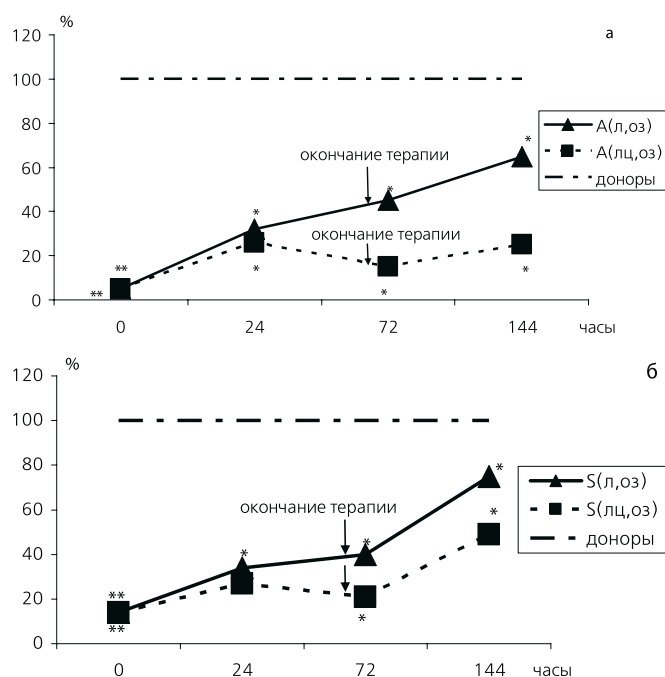 %
а
120
100
80
60
40
20
0
А(л,оз)
А(лц,оз)
доноры
окончание терапии
окончание терапии
*
*
*
*
*
*
**
**
0 24 72 144 часы
%
б
120
100
80
60
40
20
0
S(л,оз)
S(лц,оз)
доноры
окончание терапии
*
*
*
*
*
**
**
0 24 72 144 часы